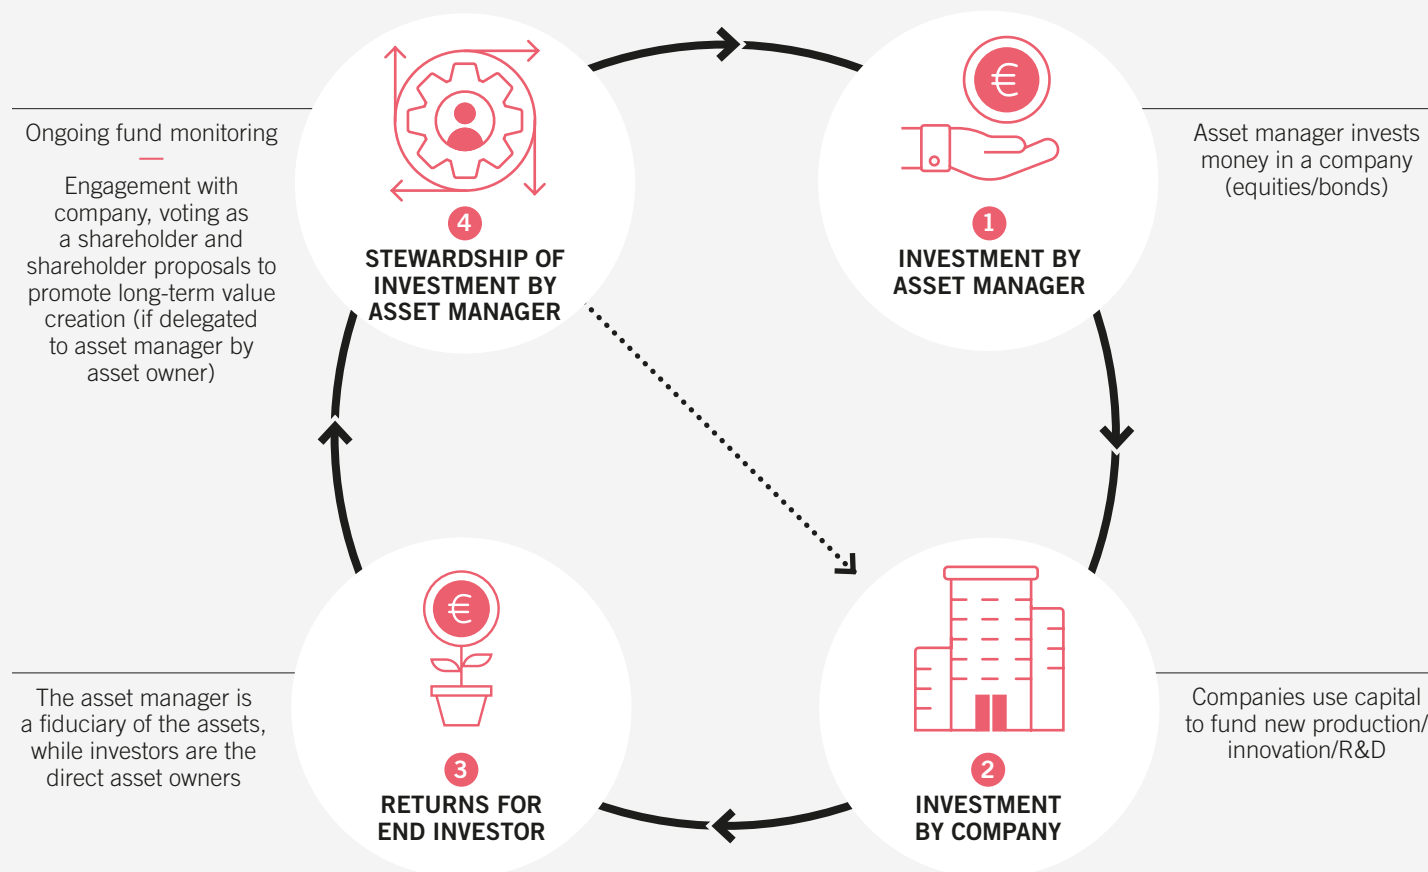 Ongoing fund monitoring
Engagement with
company, voting as
a shareholder and
shareholder proposals to
promote long-term value
creation (if delegated
to asset manager by
asset owner)
4
STEWARDSHIP OF
INVESTMENT BY
ASSET MANAGER
€
1
INVESTMENT BY
ASSET MANAGER
Asset manager invests
money in a company
(equities/bonds)
The asset manager is
a fiduciary of the assets,
while investors are the
direct asset owners
€
3
RETURNS FOR
END INVESTOR
2
INVESTMENT
BY COMPANY
Companies use capital
to fund new production/
innovation/R&D